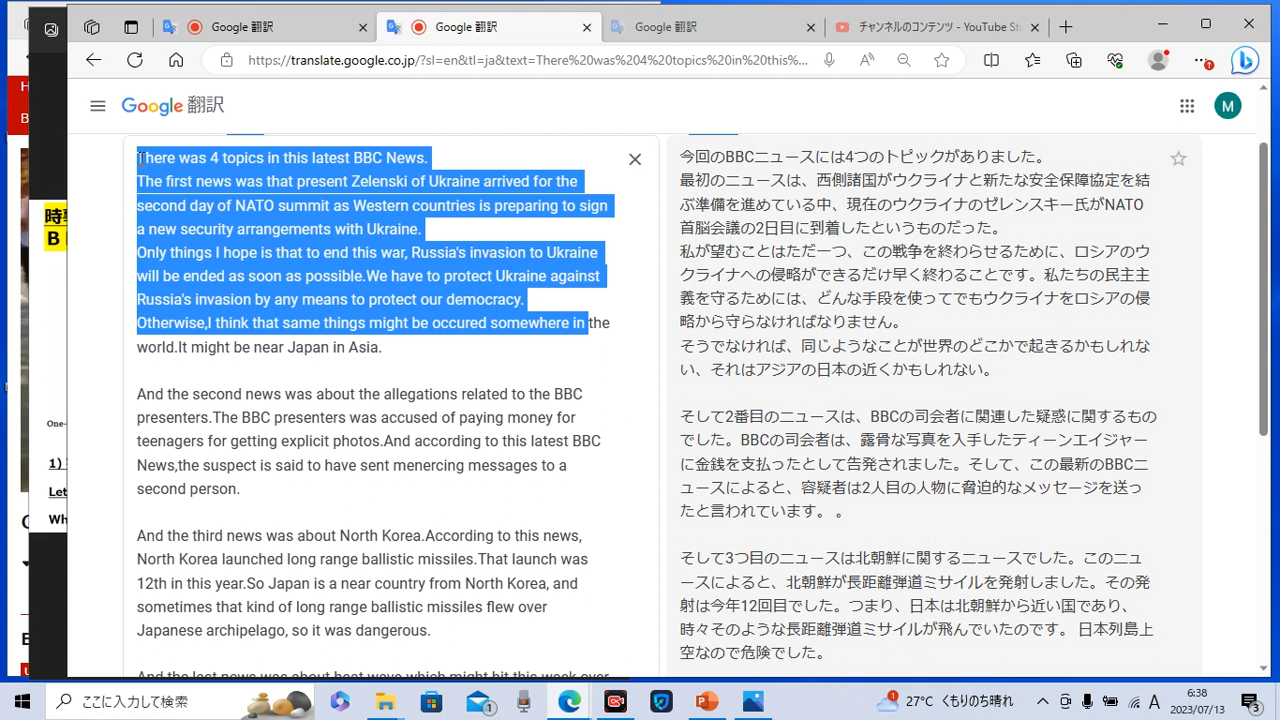 Google 翻訳
Google 翻訳
Google 翻訳
チャンネルのコンテンツ - YouTube St
https://translate.google.co.jp/?sl=en&tl=ja&text=There%20was%204%20topics%20in%20this%...
Google 翻訳
M
There was 4 topics in this latest BBC News.
The first news was that present Zelenski of Ukraine arrived for the
second day of NATO summit as Western countries is preparing to sign
a new security arrangements with Ukraine.
Only things I hope is that to end this war, Russia's invasion to Ukraine
will be ended as soon as possible.We have to protect Ukraine against
Russia's invasion by any means to protect our democracy.
Otherwise,I think that same things might be occured somewhere in the
world.It might be near Japan in Asia.
And the second news was about the allegations related to the BBC
presenters.The BBC presenters was accused of paying money for
teenagers for getting explicit photos.And according to this latest BBC
News,the suspect is said to have sent menercing messages to a
second person.
And the third news was about North Korea.According to this news,
North Korea launched long range ballistic missiles.That launch was
12th in this year.So Japan is a near country from North Korea, and
sometimes that kind of long range ballistic missiles flew over
Japanese archipelago, so it was dangerous.
And the last news was about heat wave which might hit this week over
今回のBBCニュースには4つのトピックがありました。
最初のニュースは、西側諸国がウクライナと新たな安全保障協定を結
ぶ準備を進めている中、現在のウクライナのゼレンスキー氏がNATO
首脳会議の2日目に到着したというものだった。
私が望むことはただ一つ、この戦争を終わらせるために、ロシアのウ
クライナへの侵略ができるだけ早く終わることです。私たちの民主主
義を守るためには、どんな手段を使ってでもウクライナをロシアの侵
略から守らなければなりません。
そうでなければ、同じようなことが世界のどこかで起きるかもしれな
い、それはアジアの日本の近くかもしれない。
そして2番目のニュースは、BBCの司会者に関連した疑惑に関するもの
でした。BBCの司会者は、露骨な写真を入手したティーンエイジャー
に金銭を支払ったとして告発されました。そして、この最新のBBCニ
ュースによると、容疑者は2人目の人物に脅迫的なメッセージを送っ
たと言われています。 。
そして3つ目のニュースは北朝鮮に関するニュースでした。このニュ
ースによると、北朝鮮が長距離弾道ミサイルを発射しました。その発
射は今年12回目でした。つまり、日本は北朝鮮から近い国であり、
時々そのような長距離弾道ミサイルが飛んでいたのです。 日本列島上
空なので危険でした。
時事
B
One-
1)
Let
Wh
ここに入力して検索
1
27°C くもりのち晴れ
A
6:38
2023/07/13
3